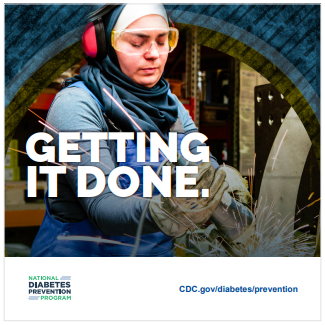 GETTING
IT DONE.
NATIONAL
DIABETES
PREVENTION
PROGRAM
CDC.gov/diabetes/prevention